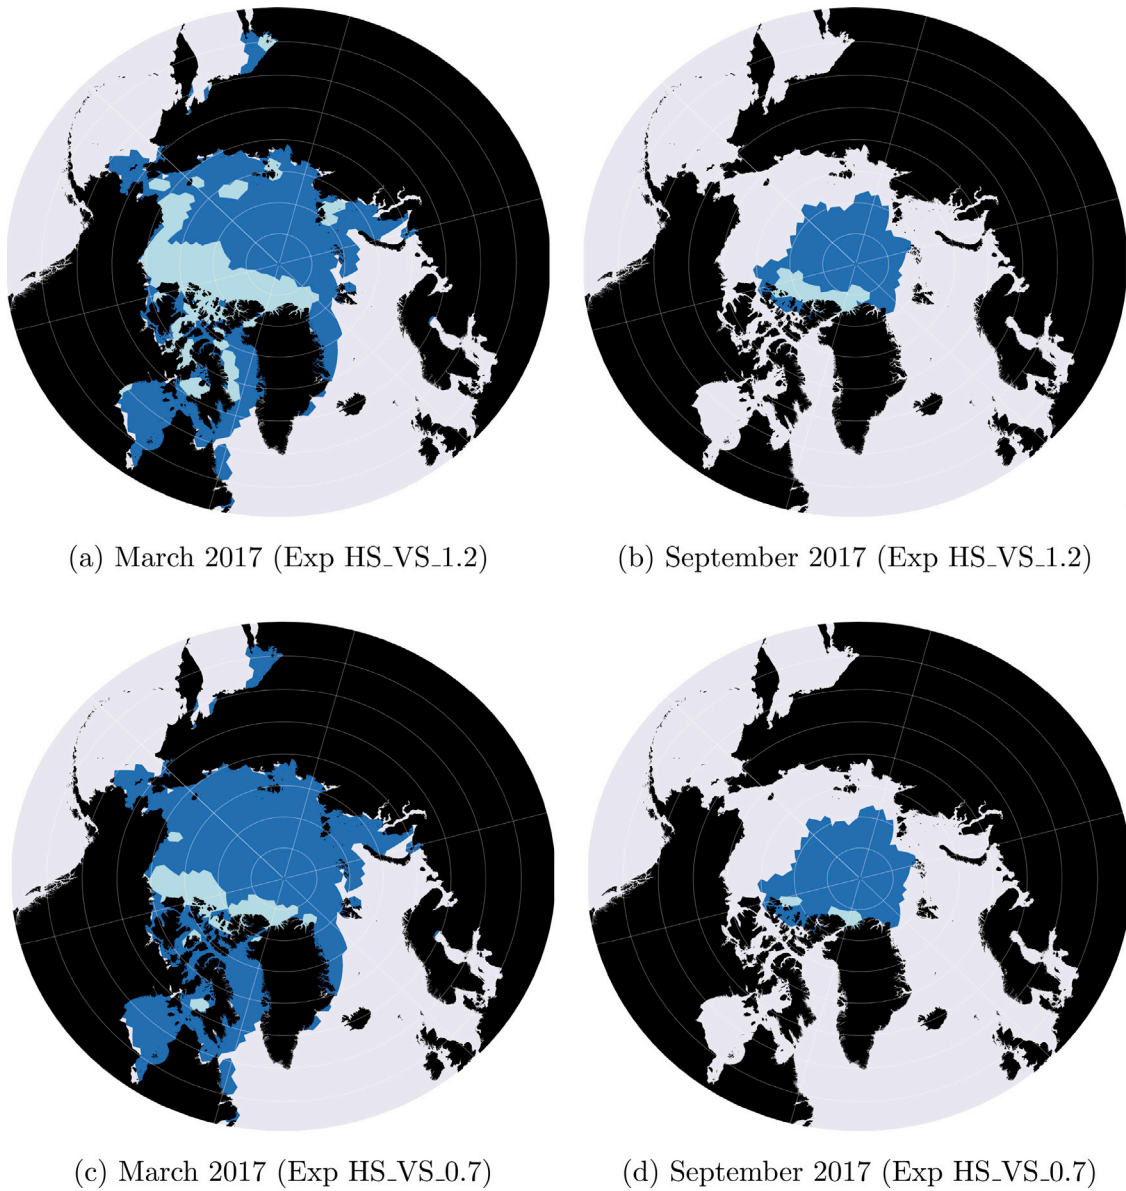 (a) March 2017 (Exp HS_VS_1.2)
(b) September 2017 (Exp HS_VS_1.2)
(c) March 2017 (Exp HS_VS_0.7)
(d) September 2017 (Exp HS_VS_0.7)